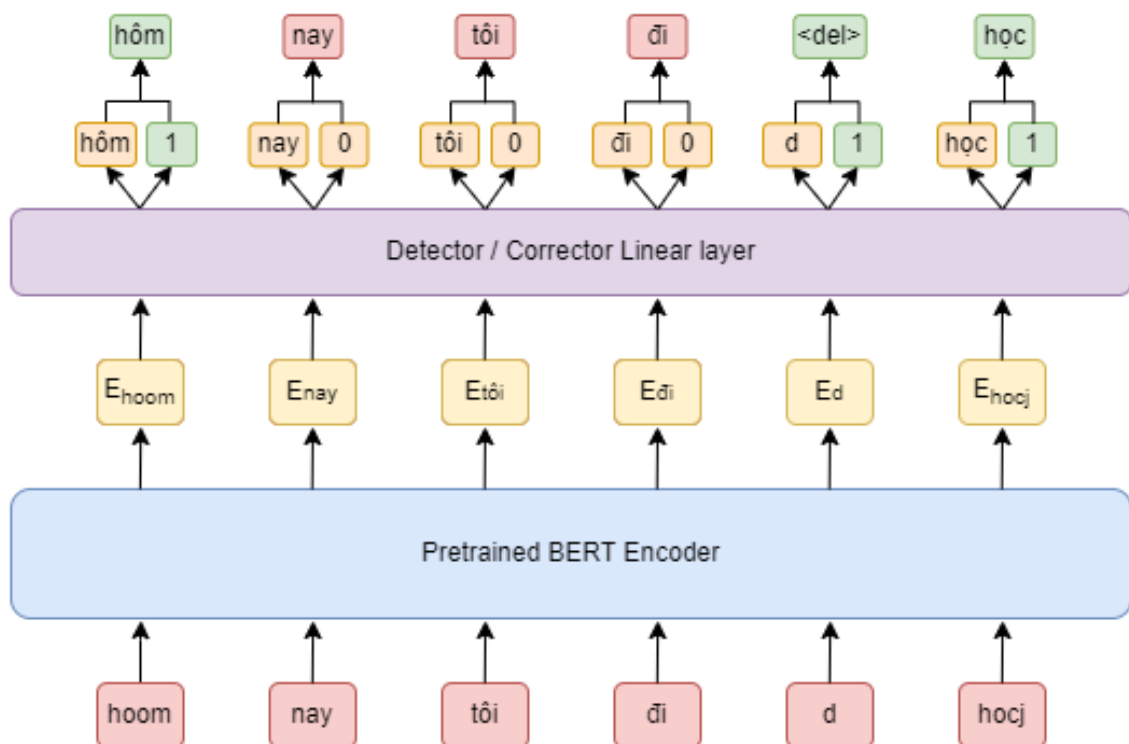 hôm nay tôi đi <del> học
hôm 1 nay 0 tôi 0 đi 0 d 1 học 1
Detector / Corrector Linear layer
Ehoom Enay Etôi Eđi Ed Ehocj
Pretrained BERT Encoder
hoom nay tôi đi d hocj